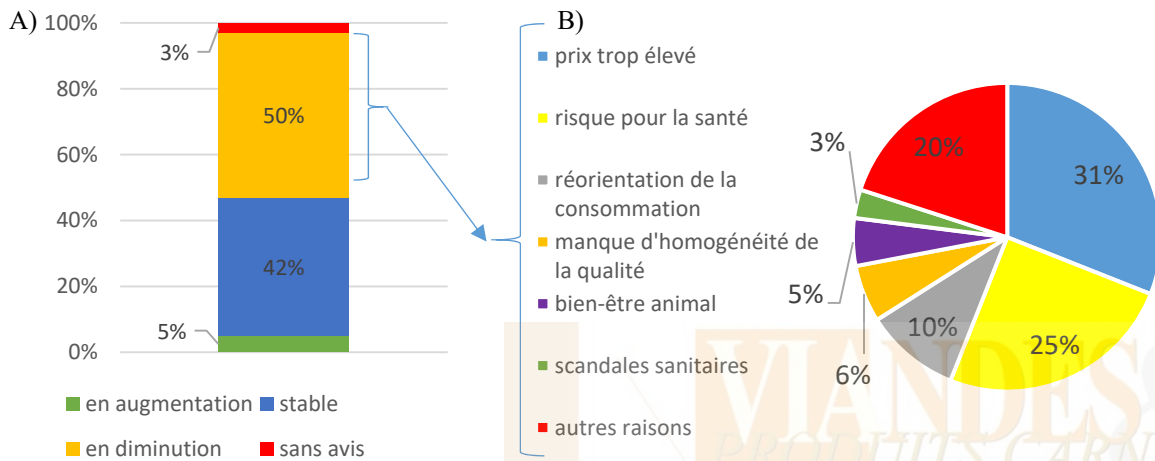 A)
100%
80%
60%
40%
20%
0%
3%
50%
42%
5%
en augmentation
stable
en diminution
sans avis
B)
prix trop élevé
risque pour la santé
réorientation de la
consommation
manque d'homogénéité de
la qualité
bien-être animal
scandales sanitaires
autres raisons
31%
25%
10%
6%
5%
3%
20%
VIANDES
PRODUITS CARN